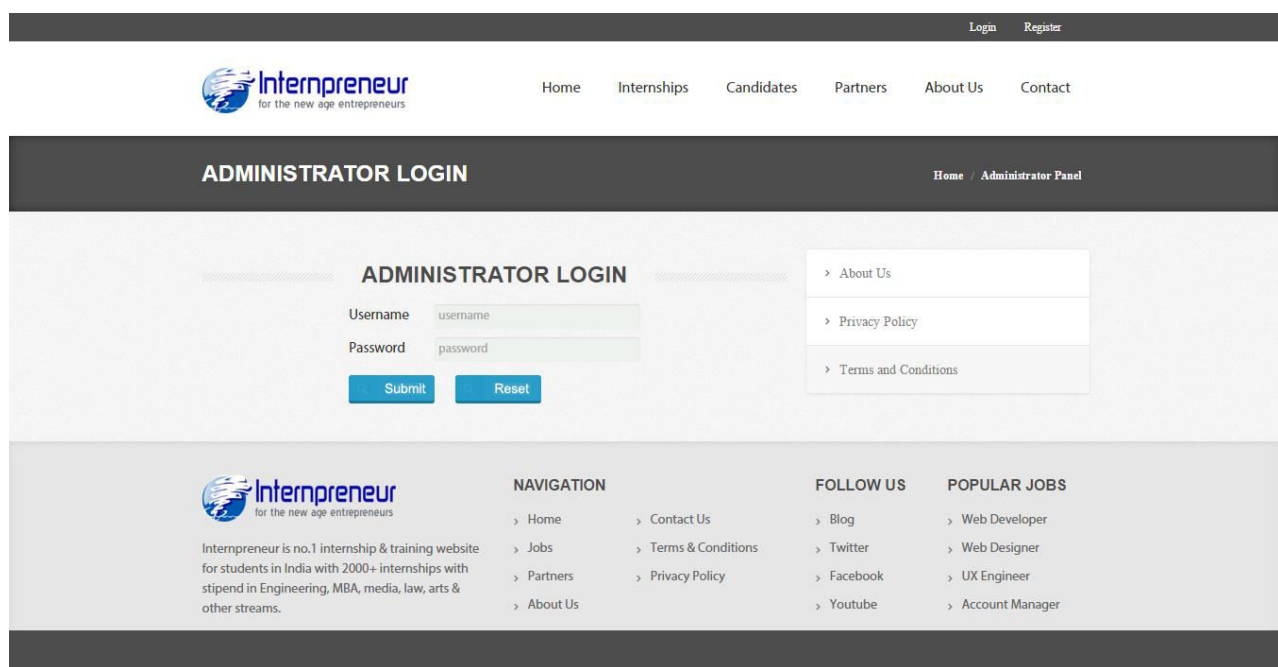 Login Register
Internpreneur
for the new age entrepreneurs
Home Internships Candidates Partners About Us Contact
ADMINISTRATOR LOGIN
Home / Administrator Panel
ADMINISTRATOR LOGIN
Username username
Password password
Submit Reset
> About Us
> Privacy Policy
> Terms and Conditions
Internpreneur
for the new age entrepreneurs
Internpreneur is no.1 internship & training website
for students in India with 2000+ internships with
stipend in Engineering, MBA, media, law, arts &
other streams.
NAVIGATION
> Home
> Jobs
> Partners
> About Us
> Contact Us
> Terms & Conditions
> Privacy Policy
FOLLOW US
> Blog
> Twitter
> Facebook
> Youtube
POPULAR JOBS
> Web Developer
> Web Designer
> UX Engineer
> Account Manager